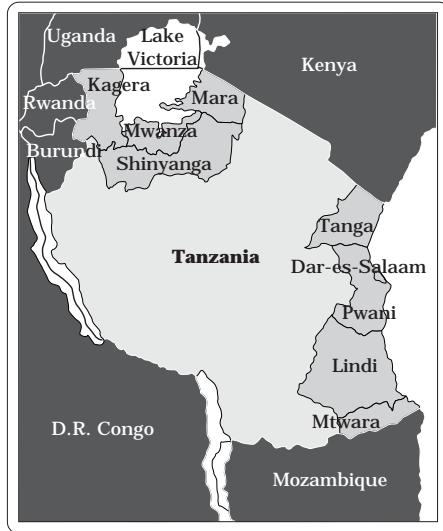 Uganda
Lake
Victoria
Kenya
Kagera
Rwanda
Mara
Mwanza
Burundi
Shinyanga
Tanga
Tanzania
Dar-es-Salaam
Pwani
Lindi
Mtwara
D.R. Congo
Mozambique